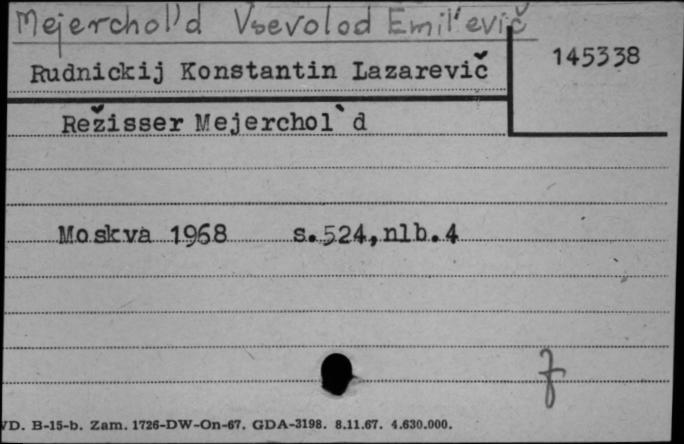 Mejerchol'd Vsevolod Emil'evič
145338
Rudnickij Konstantin Lazarevič
Režisser Mejerchol`d
Moskva 1968 s.524,nlb.4
f
VD. B-15-b. Zam. 1726-DW-On-67. GDA-3198. 8.11.67. 4.630.000.